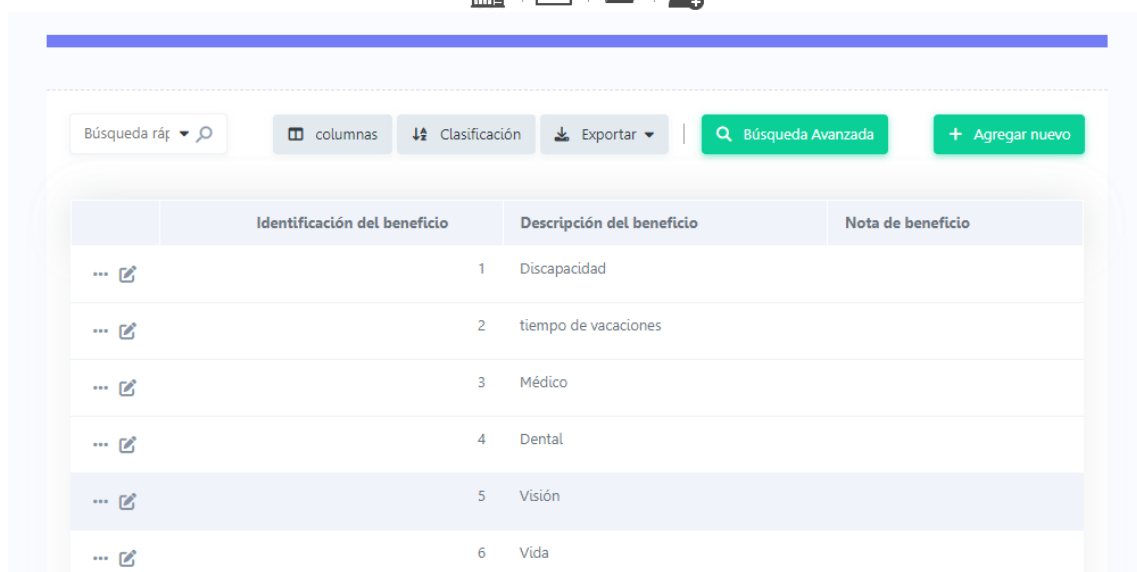 Búsqueda ráp columnas Clasificación Exportar Búsqueda Avanzada + Agregar nuevo
Identificación del beneficio Descripción del beneficio Nota de beneficio
1 Discapacidad
2 tiempo de vacaciones
3 Médico
4 Dental
5 Visión
6 Vida